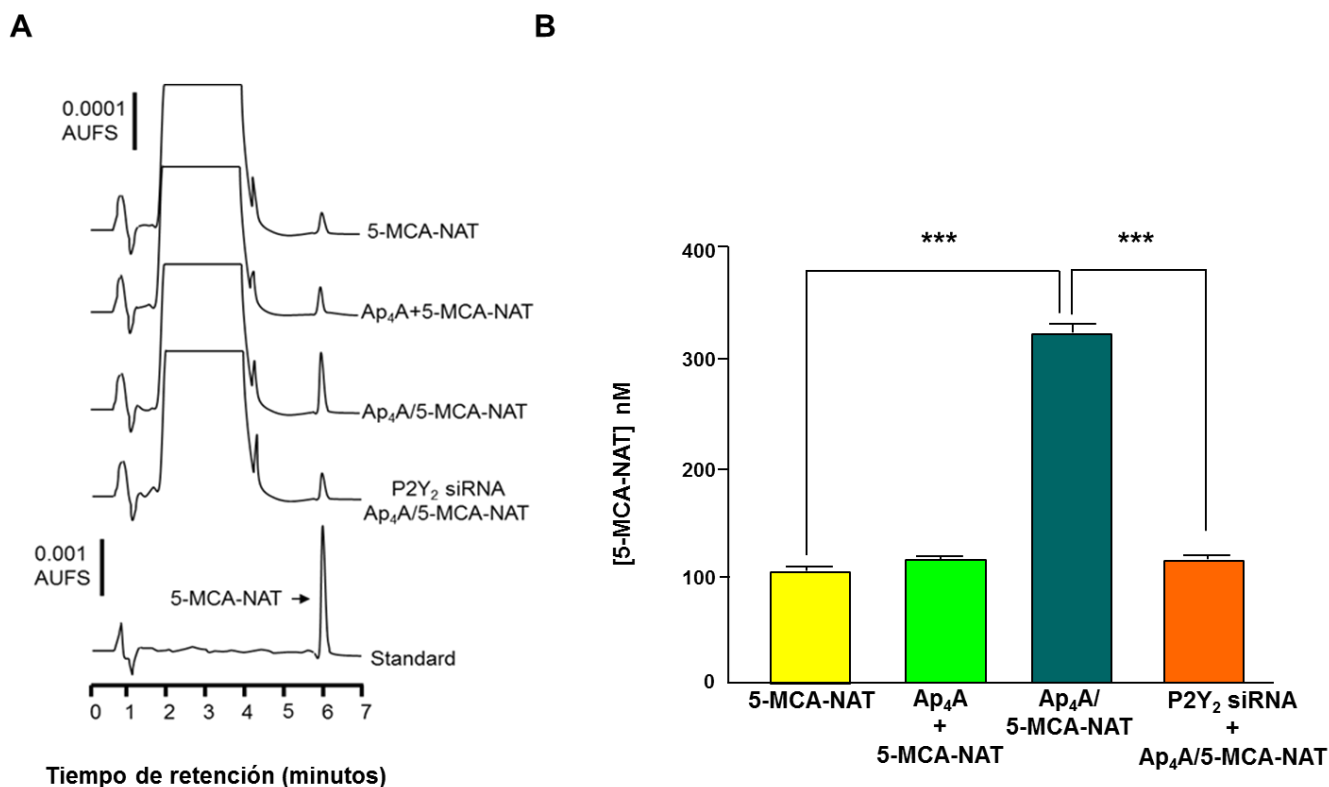 A
0.0001
AUFS
5-MCA-NAT
Ap₄A+5-MCA-NAT
Ap₄A/5-MCA-NAT
P2Y₂ siRNA
Ap₄A/5-MCA-NAT
0.001
AUFS
5-MCA-NAT
Standard
0 1 2 3 4 5 6 7
Tiempo de retención (minutos)
B
[5-MCA-NAT] nM
400
300
200
100
0
***
***
5-MCA-NAT
Ap₄A
+
5-MCA-NAT
Ap₄A/
5-MCA-NAT
P2Y₂ siRNA
+
Ap₄A/5-MCA-NAT